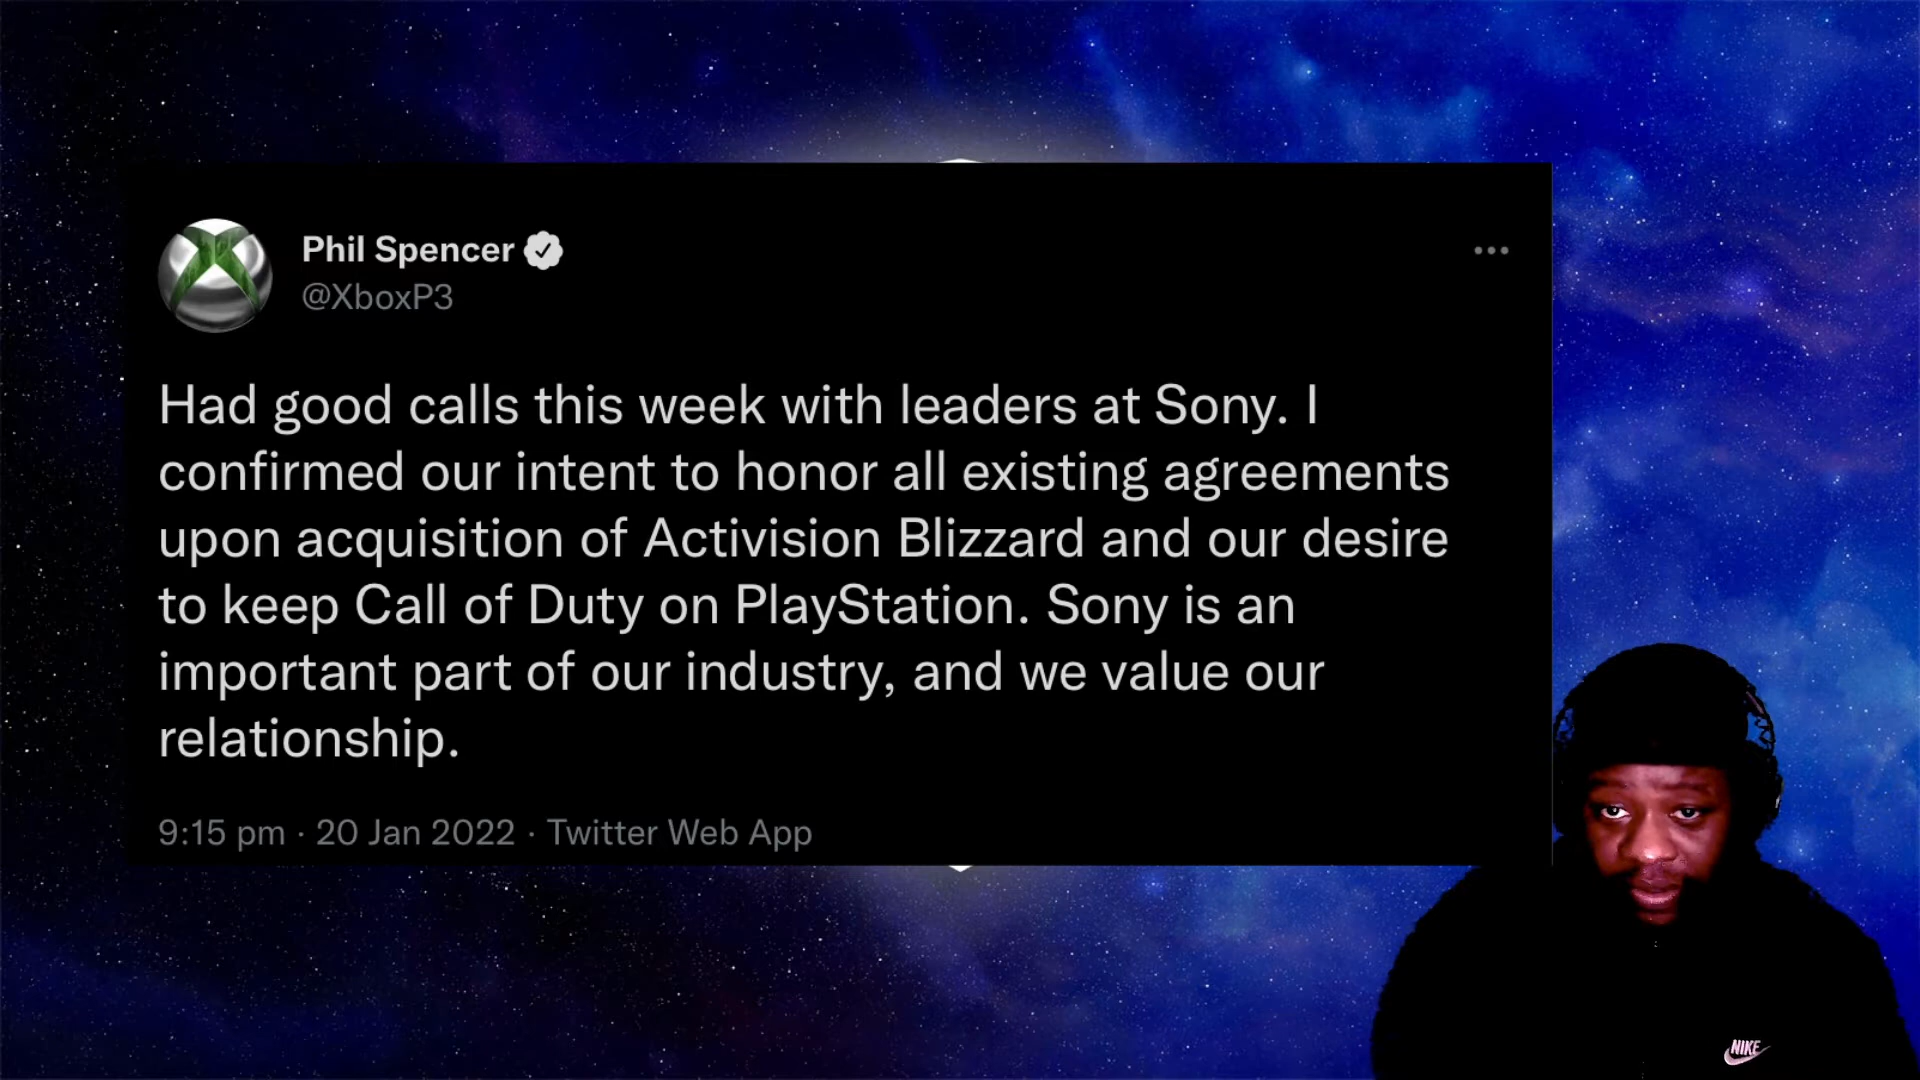 Phil Spencer
@XboxP3
Had good calls this week with leaders at Sony. I
confirmed our intent to honor all existing agreements
upon acquisition of Activision Blizzard and our desire
to keep Call of Duty on PlayStation. Sony is an
important part of our industry, and we value our
relationship.
9:15 pm · 20 Jan 2022 · Twitter Web App
NIKE